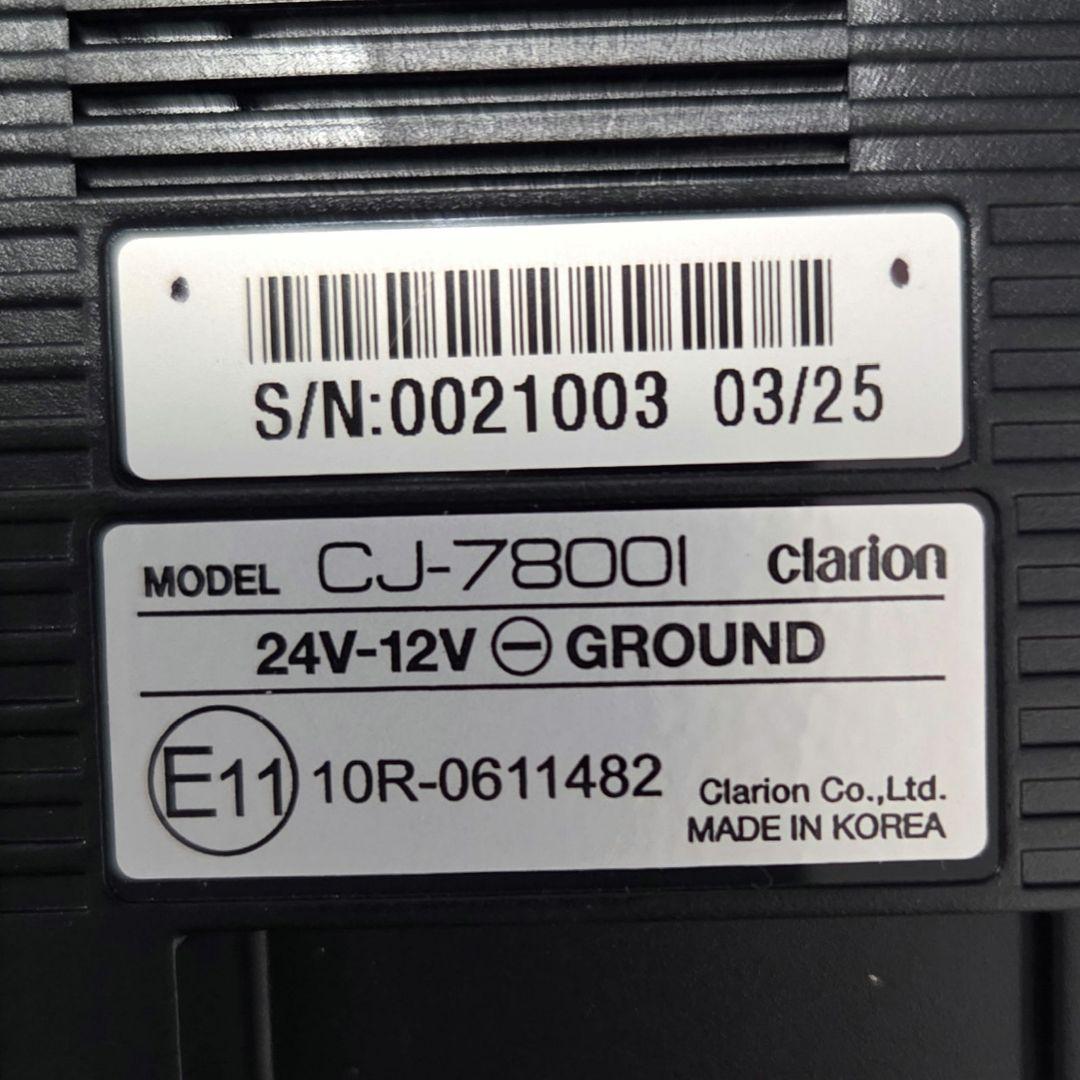 S/N:0021003 03/25
MODEL CJ-7800I clarion
24V-12V ⊖ GROUND
E11 10R-0611482
Clarion Co.,Ltd.
MADE IN KOREA